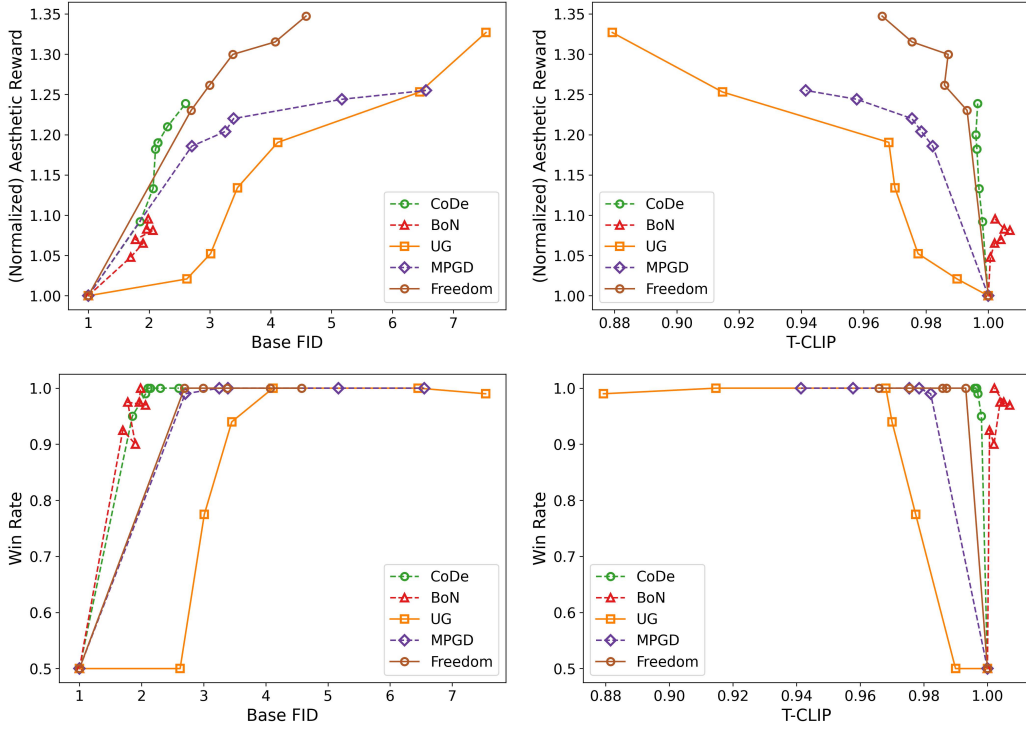 (Normalized) Aesthetic Reward
1.35
1.30
1.25
1.20
1.15
1.10
1.05
1.00
1 2 3 4 5 6 7
Base FID
CoDe
BoN
UG
MPGD
Freedom
(Normalized) Aesthetic Reward
1.35
1.30
1.25
1.20
1.15
1.10
1.05
1.00
0.88 0.90 0.92 0.94 0.96 0.98 1.00
T-CLIP
CoDe
BoN
UG
MPGD
Freedom
Win Rate
1.0
0.9
0.8
0.7
0.6
0.5
1 2 3 4 5 6 7
Base FID
CoDe
BoN
UG
MPGD
Freedom
Win Rate
1.0
0.9
0.8
0.7
0.6
0.5
0.88 0.90 0.92 0.94 0.96 0.98 1.00
T-CLIP
CoDe
BoN
UG
MPGD
Freedom